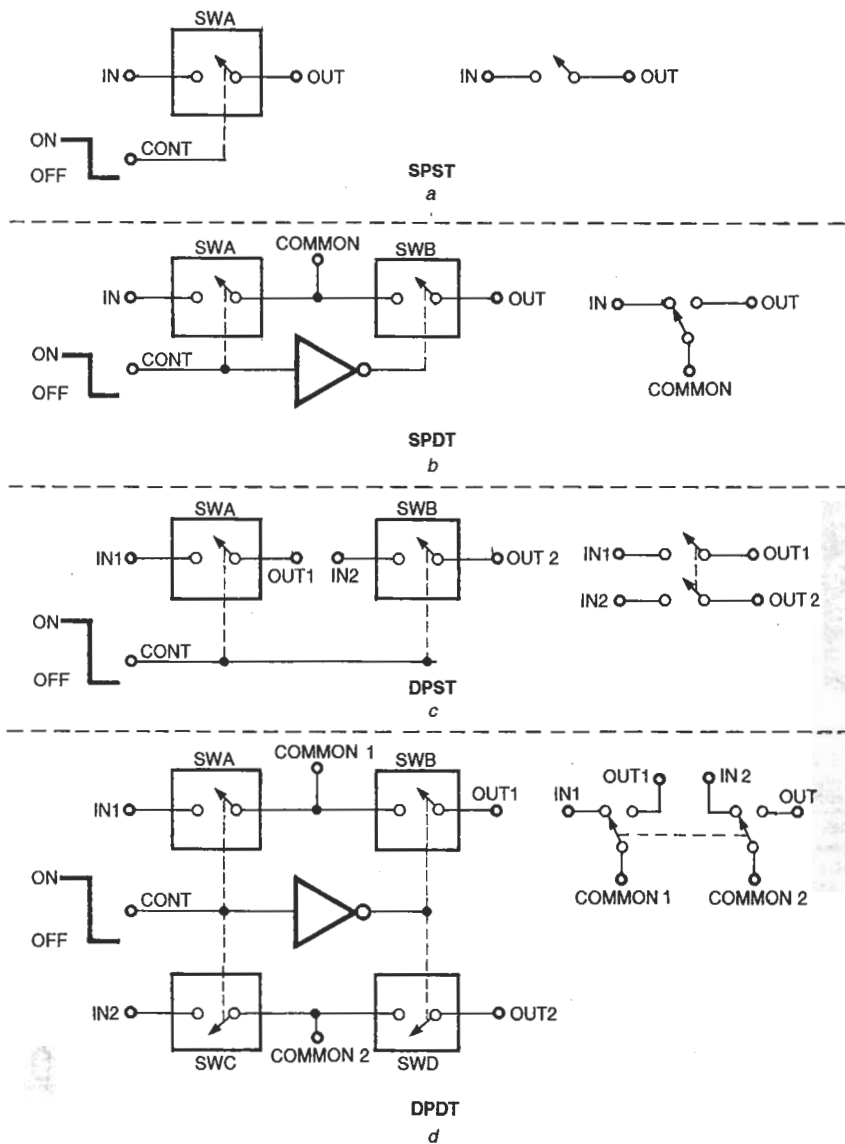 SWA
IN OUT IN OUT
ON CONT
OFF
SPST
a
SWA COMMON SWB
IN OUT IN OUT
ON CONT
OFF COMMON
SPDT
b
SWA SWB
IN1 OUT1 IN2 OUT 2 IN1 OUT1
IN2 OUT 2
ON CONT
OFF
DPST
c
SWA COMMON 1 SWB OUT1 IN 2
IN1 OUT1 IN1 OUT
ON CONT COMMON 1 COMMON 2
OFF
IN2 OUT2
SWC COMMON 2 SWD
DPDT
d